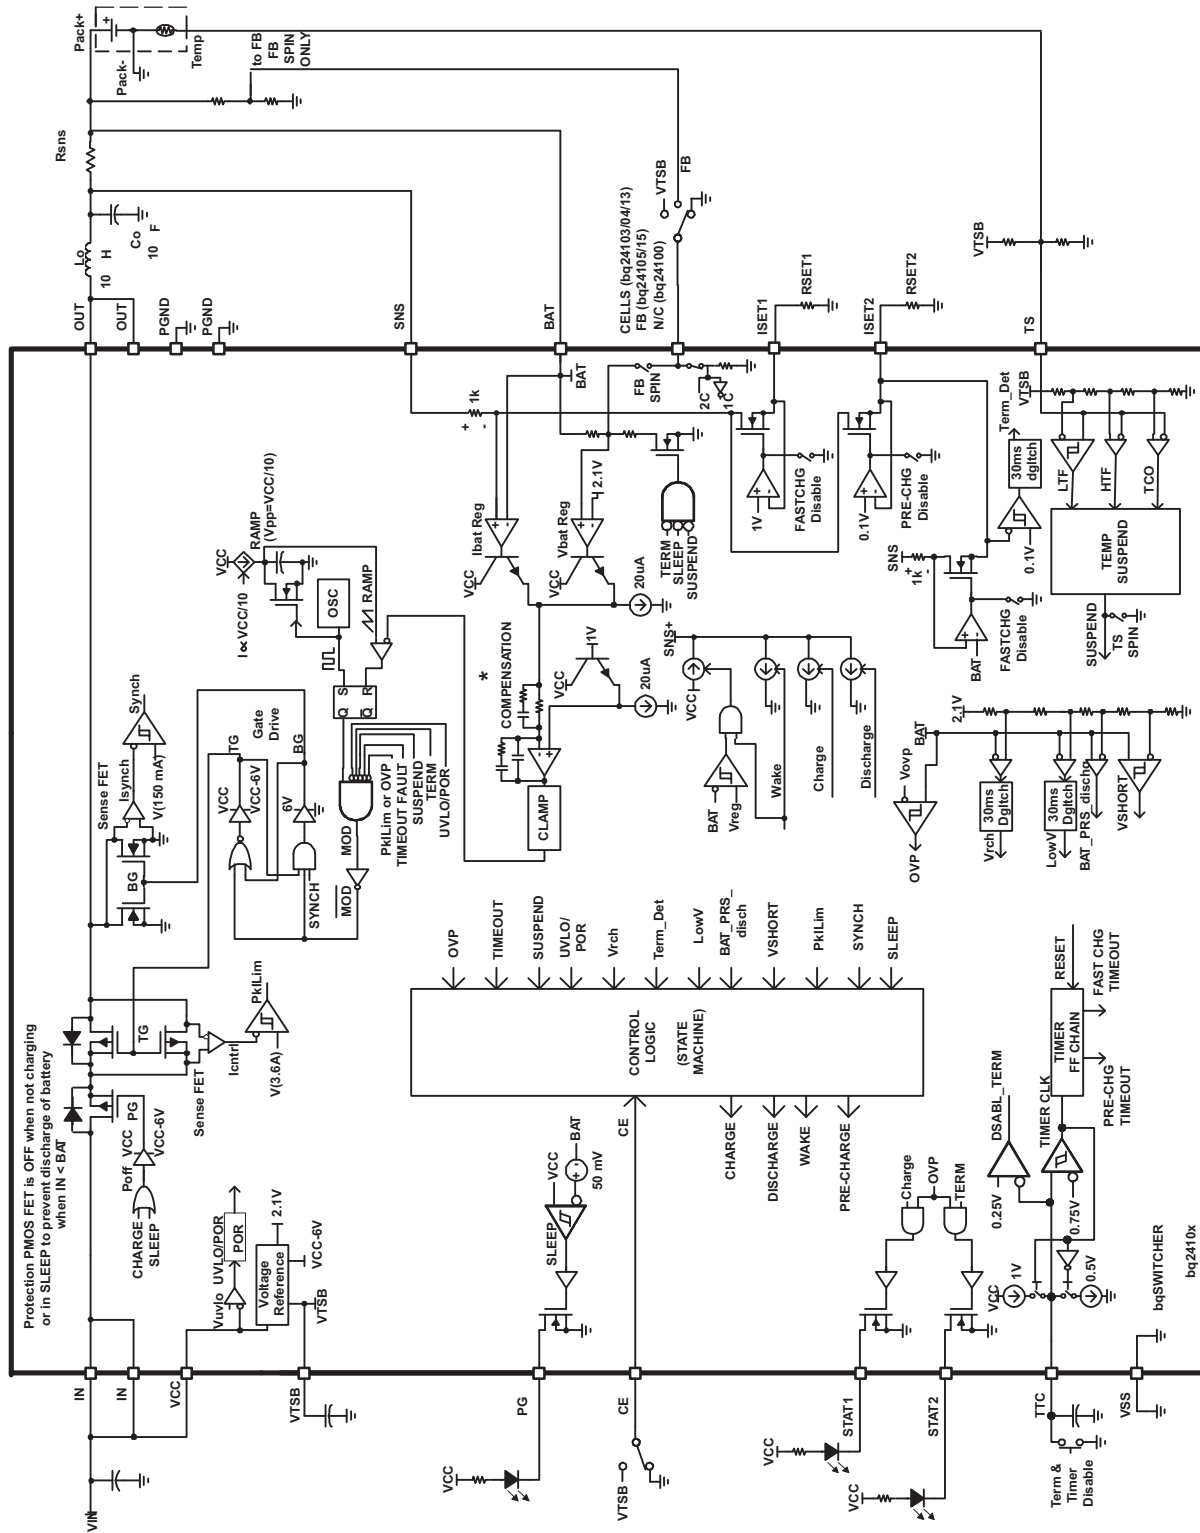 Protection PMOS FET is OFF when not charging
or in SLEEP to prevent discharge of battery
when IN < BAT
VIN
IN
IN
VCC
VTSB
PG
VCC
CE
VTSB
STAT1
VCC
STAT2
VCC
TTC
Term &
Timer
Disable
VSS
CHARGE
SLEEP
Poff
VCC
VCC-6V
PG
Vuvlo
UVLO/POR
POR
Voltage
Reference
2.1V
VCC-6V
VTSB
TG
Sense FET
Icntrl
PkILim
V(3.6A)
Sense FET
BG
Isynch
Synch
V(150 mA)
VCC
VCC-6V
TG
Gate
Drive
6V
BG
SYNCH
MOD
MOD
PkILim or OVP
TIMEOUT FAULT
SUSPEND
TERM
UVLO/POR
S
Q
R
Q
OSC
RAMP
I∝VCC/10
VCC
RAMP
(Vpp=VCC/10)
OUT
OUT
PGND
PGND
Lo
10 H
Co
10 F
Rsns
Pack+
Pack-
Temp
to FB
FB
SPIN
ONLY
SNS
BAT
CELLS (bq24103/04/13)
FB (bq24105/15)
N/C (bq24100)
VTSB
FB
ISET1
RSET1
ISET2
RSET2
TS
VTSB
+ 1k -
BAT
Ibat Reg
+
-
VCC
Vbat Reg
+
-
2.1V
VCC
20uA
FB
SPIN
2C
1C
TERM
SLEEP
SUSPEND
COMPENSATION
*
CLAMP
-
+
VCC
1V
20uA
SNS+
VCC
BAT
Vreg
Wake
Charge
Discharge
1V
+
-
FASTCHG
Disable
0.1V
+
-
PRE-CHG
Disable
Term_Det
30ms
dgltch
0.1V
SNS
+
1k
-
BAT
+
-
FASTCHG
Disable
VTSB
LTF
HTF
TCO
TEMP
SUSPEND
SUSPEND
TS
SPIN
BAT
2.1V
Vovp
OVP
30ms
Dgltch
Vrch
30ms
Dgltch
LowV
BAT_PRS_dischg
VSHORT
OVP
TIMEOUT
SUSPEND
UVLO/
POR
Vrch
Term_Det
LowV
BAT_PRS_
disch
VSHORT
PkILim
SYNCH
SLEEP
CONTROL
LOGIC
(STATE
MACHINE)
CE
CHARGE
DISCHARGE
WAKE
PRE-CHARGE
SLEEP
VCC
BAT
+
-
50 mV
Charge
OVP
TERM
DSABL_TERM
0.25V
TIMER CLK
0.75V
VCC
1V
0.5V
TIMER
FF CHAIN
RESET
FAST CHG
TIMEOUT
PRE-CHG
TIMEOUT
bqSWITCHER
bq2410x